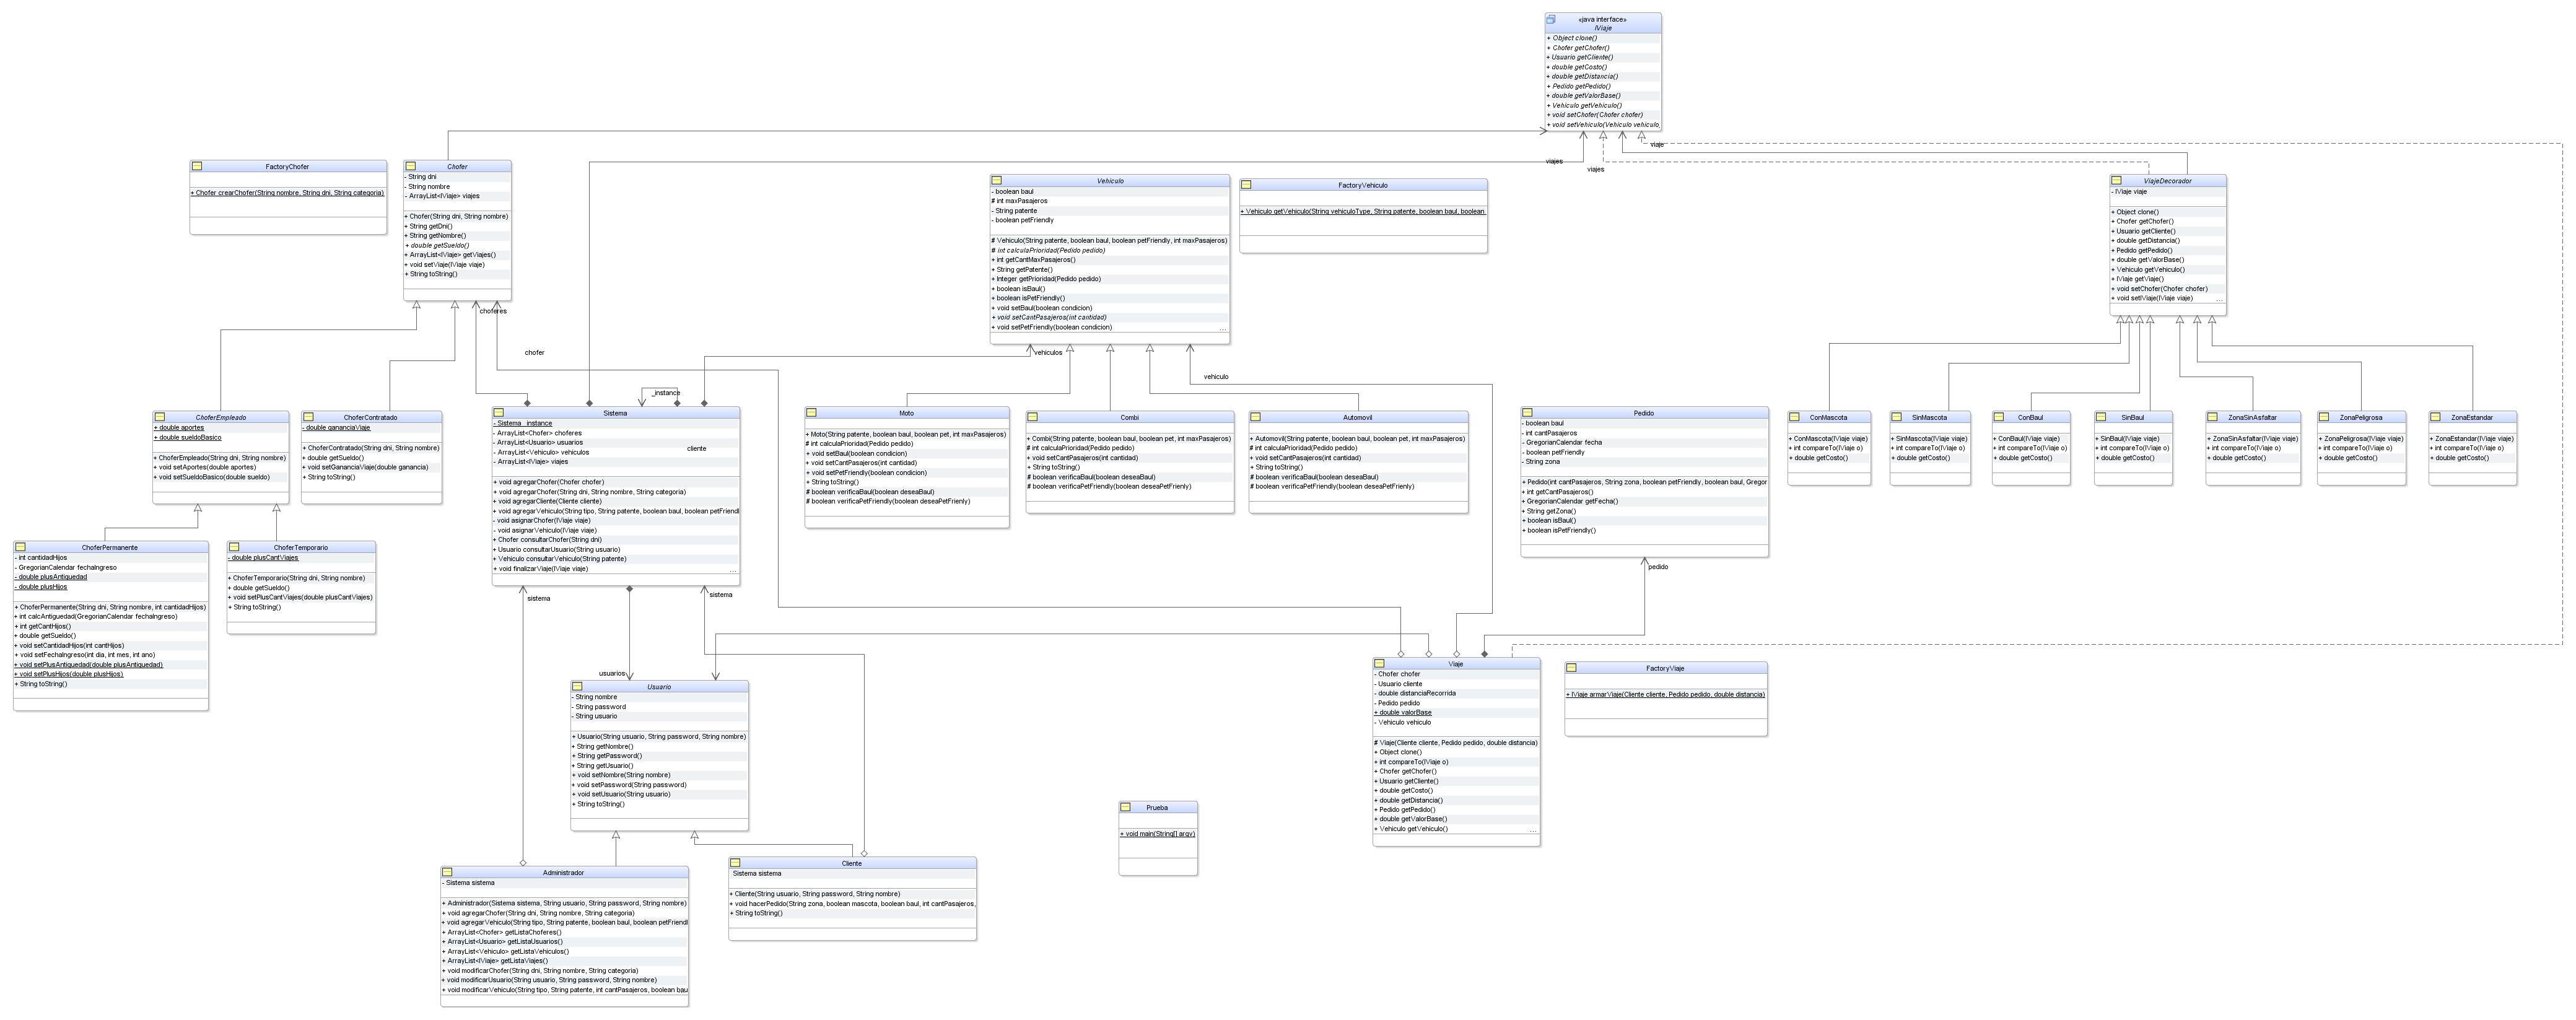 «java interface»
IViaje
+ Object clone()
+ Chofer getChofer()
+ Usuario getCliente()
+ double getCosto()
+ double getDistancia()
+ Pedido getPedido()
+ double getValorBase()
+ Vehiculo getVehiculo()
+ void setChofer(Chofer chofer)
+ void setVehiculo(Vehiculo vehiculo,
viaje
viajes
viajes
FactoryChofer
+ Chofer crearChofer(String nombre, String dni, String categoria)
Chofer
- String dni
- String nombre
- ArrayList<IViaje> viajes
+ Chofer(String dni, String nombre)
+ String getDni()
+ String getNombre()
+ double getSueldo()
+ ArrayList<IViaje> getViajes()
+ void setViaje(IViaje viaje)
+ String toString()
choferes
chofer
Vehiculo
- boolean baul
# int maxPasajeros
- String patente
- boolean petFriendly
# Vehiculo(String patente, boolean baul, boolean petFriendly, int maxPasajeros)
# int calculaPrioridad(Pedido pedido)
+ int getCantMaxPasajeros()
+ String getPatente()
+ Integer getPrioridad(Pedido pedido)
+ boolean isBaul()
+ boolean isPetFriendly()
+ void setBaul(boolean condicion)
+ void setCantPasajeros(int cantidad)
+ void setPetFriendly(boolean condicion)
...
vehiculos
vehiculo
FactoryVehiculo
+ Vehiculo getVehiculo(String vehiculoType, String patente, boolean baul, boolean
ViajeDecorador
- IViaje viaje
+ Object clone()
+ Chofer getChofer()
+ Usuario getCliente()
+ double getDistancia()
+ Pedido getPedido()
+ double getValorBase()
+ Vehiculo getVehiculo()
+ IViaje getViaje()
+ void setChofer(Chofer chofer)
+ void setIViaje(IViaje viaje)
...
ChoferEmpleado
+ double aportes
+ double sueldoBasico
+ ChoferEmpleado(String dni, String nombre)
+ void setAportes(double aportes)
+ void setSueldoBasico(double sueldo)
ChoferContratado
- double gananciaViaje
+ ChoferContratado(String dni, String nombre)
+ double getSueldo()
+ void setGananciaViaje(double ganancia)
+ String toString()
_instance
Sistema
- Sistema _instance
- ArrayList<Chofer> choferes
- ArrayList<Usuario> usuarios
- ArrayList<Vehiculo> vehiculos
- ArrayList<IViaje> viajes
cliente
+ void agregarChofer(Chofer chofer)
+ void agregarChofer(String dni, String nombre, String categoria)
+ void agregarCliente(Cliente cliente)
+ void agregarVehiculo(String tipo, String patente, boolean baul, boolean petFriendl
- void asignarChofer(IViaje viaje)
- void asignarVehiculo(IViaje viaje)
+ Chofer consultarChofer(String dni)
+ Usuario consultarUsuario(String usuario)
+ Vehiculo consultarVehiculo(String patente)
+ void finalizarViaje(IViaje viaje)
...
Moto
+ Moto(String patente, boolean baul, boolean pet, int maxPasajeros)
# int calculaPrioridad(Pedido pedido)
+ void setBaul(boolean condicion)
+ void setCantPasajeros(int cantidad)
+ void setPetFriendly(boolean condicion)
+ String toString()
# boolean verificaBaul(boolean deseaBaul)
# boolean verificaPetFriendly(boolean deseaPetFrienly)
Combi
+ Combi(String patente, boolean baul, boolean pet, int maxPasajeros)
# int calculaPrioridad(Pedido pedido)
+ void setCantPasajeros(int cantidad)
+ String toString()
# boolean verificaBaul(boolean deseaBaul)
# boolean verificaPetFriendly(boolean deseaPetFrienly)
Automovil
+ Automovil(String patente, boolean baul, boolean pet, int maxPasajeros)
# int calculaPrioridad(Pedido pedido)
+ void setCantPasajeros(int cantidad)
+ String toString()
# boolean verificaBaul(boolean deseaBaul)
# boolean verificaPetFriendly(boolean deseaPetFrienly)
Pedido
- boolean baul
- int cantPasajeros
- GregorianCalendar fecha
- boolean petFriendly
- String zona
+ Pedido(int cantPasajeros, String zona, boolean petFriendly, boolean baul, Gregor
+ int getCantPasajeros()
+ GregorianCalendar getFecha()
+ String getZona()
+ boolean isBaul()
+ boolean isPetFriendly()
pedido
ConMascota
+ ConMascota(IViaje viaje)
+ int compareTo(IViaje o)
+ double getCosto()
SinMascota
+ SinMascota(IViaje viaje)
+ int compareTo(IViaje o)
+ double getCosto()
ConBaul
+ ConBaul(IViaje viaje)
+ int compareTo(IViaje o)
+ double getCosto()
SinBaul
+ SinBaul(IViaje viaje)
+ int compareTo(IViaje o)
+ double getCosto()
ZonaSinAsfaltar
+ ZonaSinAsfaltar(IViaje viaje)
+ int compareTo(IViaje o)
+ double getCosto()
ZonaPeligrosa
+ ZonaPeligrosa(IViaje viaje)
+ int compareTo(IViaje o)
+ double getCosto()
ZonaEstandar
+ ZonaEstandar(IViaje viaje)
+ int compareTo(IViaje o)
+ double getCosto()
ChoferPermanente
- int cantidadHijos
- GregorianCalendar fechaIngreso
- double plusAntiguedad
- double plusHijos
+ ChoferPermanente(String dni, String nombre, int cantidadHijos)
+ int calcAntiguedad(GregorianCalendar fechaIngreso)
+ int getCantHijos()
+ double getSueldo()
+ void setCantidadHijos(int cantHijos)
+ void setFechaIngreso(int dia, int mes, int ano)
+ void setPlusAntiguedad(double plusAntiguedad)
+ void setPlusHijos(double plusHijos)
+ String toString()
ChoferTemporario
- double plusCantViajes
+ ChoferTemporario(String dni, String nombre)
+ double getSueldo()
+ void setPlusCantViajes(double plusCantViajes)
+ String toString()
sistema
sistema
usuarios
Usuario
- String nombre
- String password
- String usuario
+ Usuario(String usuario, String password, String nombre)
+ String getNombre()
+ String getPassword()
+ String getUsuario()
+ void setNombre(String nombre)
+ void setPassword(String password)
+ void setUsuario(String usuario)
+ String toString()
Viaje
- Chofer chofer
- Usuario cliente
- double distanciaRecorrida
- Pedido pedido
+ double valorBase
- Vehiculo vehiculo
# Viaje(Cliente cliente, Pedido pedido, double distancia)
+ Object clone()
+ int compareTo(IViaje o)
+ Chofer getChofer()
+ Usuario getCliente()
+ double getCosto()
+ double getDistancia()
+ Pedido getPedido()
+ double getValorBase()
+ Vehiculo getVehiculo()
...
FactoryViaje
+ IViaje armarViaje(Cliente cliente, Pedido pedido, double distancia)
Prueba
+ void main(String[] argv)
Administrador
- Sistema sistema
+ Administrador(Sistema sistema, String usuario, String password, String nombre)
+ void agregarChofer(String dni, String nombre, String categoria)
+ void agregarVehiculo(String tipo, String patente, boolean baul, boolean petFriendl
+ ArrayList<Chofer> getListaChoferes()
+ ArrayList<Usuario> getListaUsuarios()
+ ArrayList<Vehiculo> getListaVehiculos()
+ ArrayList<IViaje> getListaViajes()
+ void modificarChofer(String dni, String nombre, String categoria)
+ void modificarUsuario(String usuario, String password, String nombre)
+ void modificarVehiculo(String tipo, String patente, int cantPasajeros, boolean bau
Cliente
Sistema sistema
+ Cliente(String usuario, String password, String nombre)
+ void hacerPedido(String zona, boolean mascota, boolean baul, int cantPasajeros,
+ String toString()